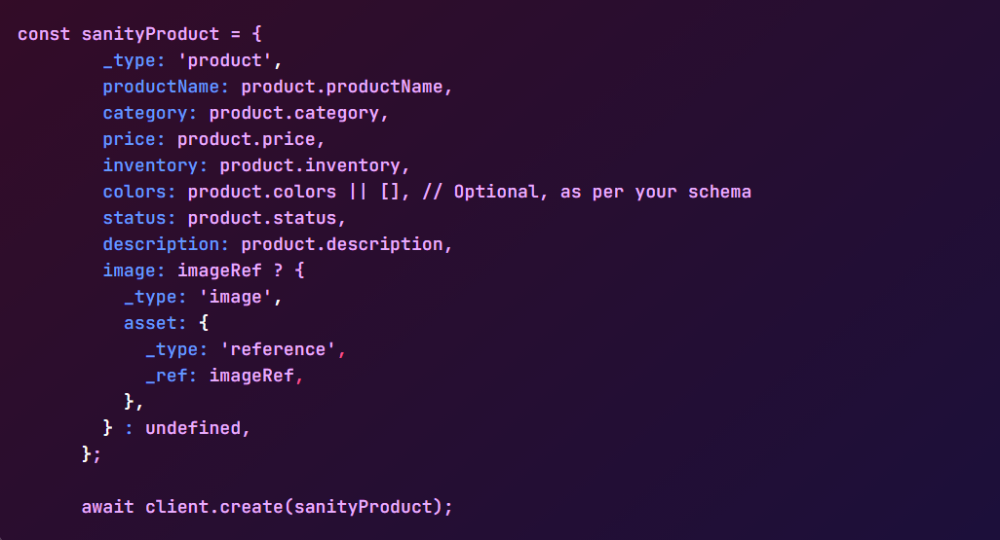 const sanityProduct = {
_type: 'product',
productName: product.productName,
category: product.category,
price: product.price,
inventory: product.inventory,
colors: product.colors || [], // Optional, as per your schema
status: product.status,
description: product.description,
image: imageRef ? {
_type: 'image',
asset: {
_type: 'reference',
_ref: imageRef,
},
} : undefined,
};
await client.create(sanityProduct);